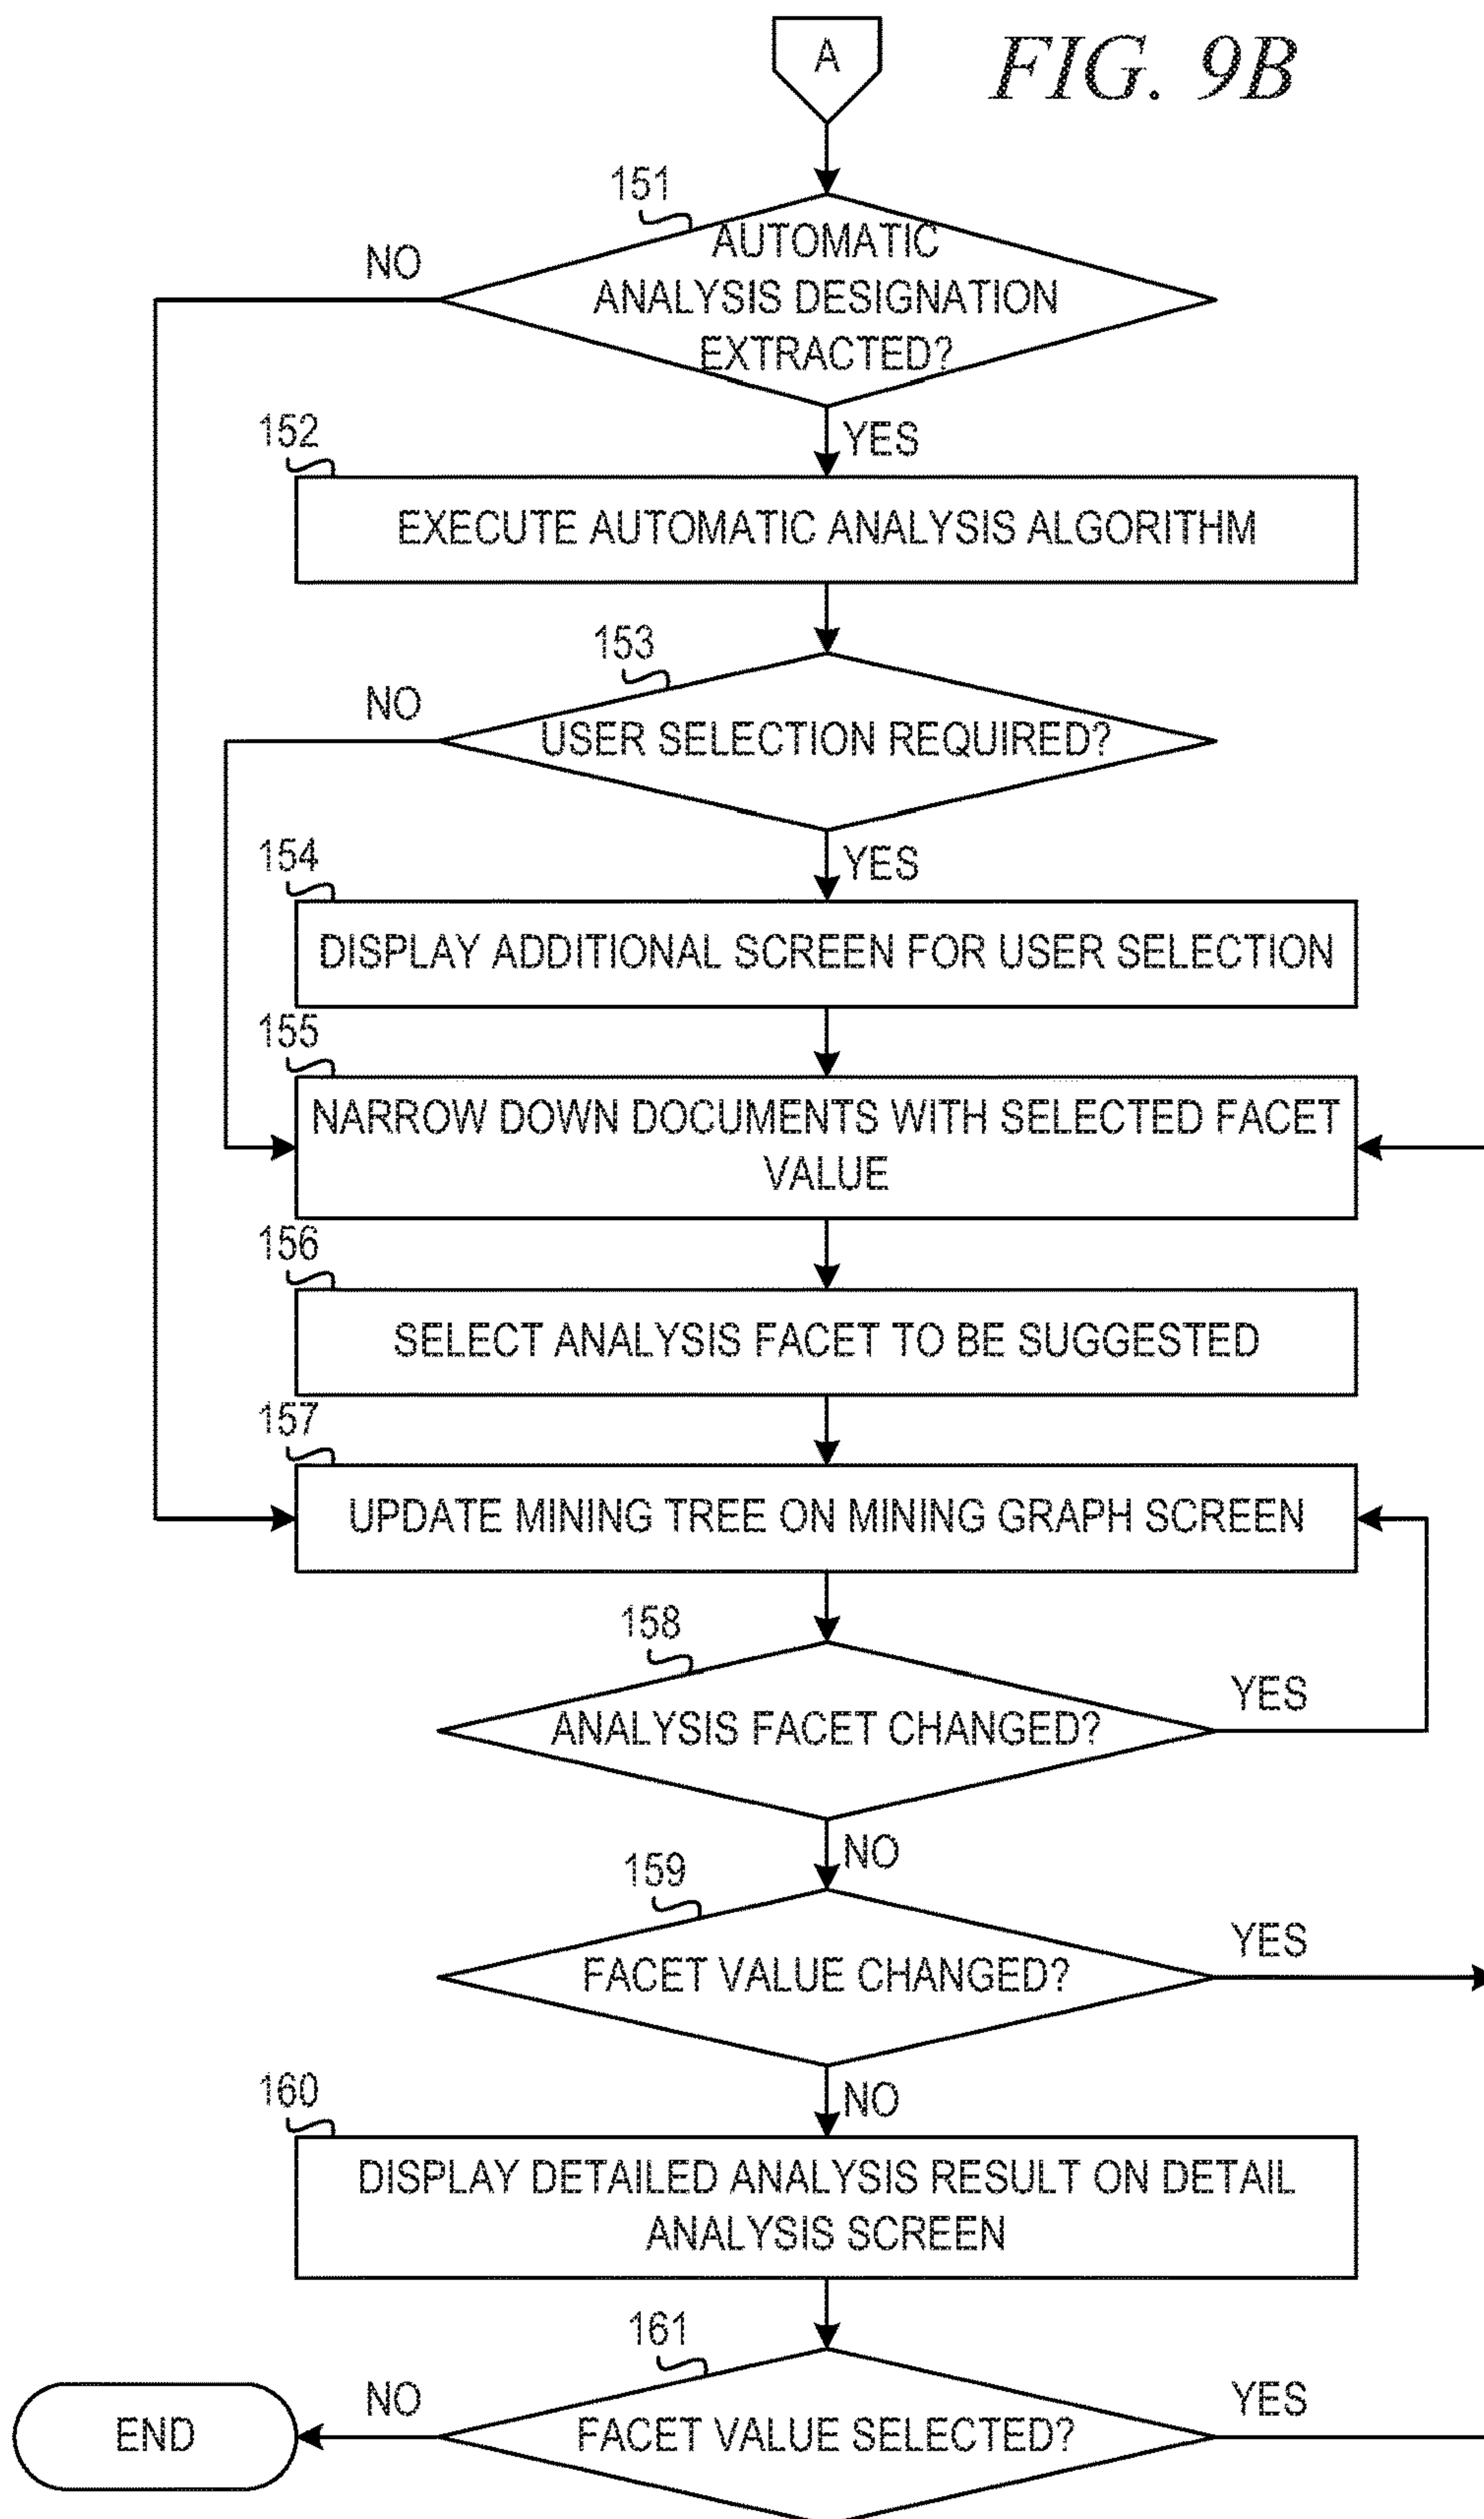 A
FIG. 9B
151
NO
AUTOMATIC
ANALYSIS DESIGNATION
EXTRACTED?
YES
152
EXECUTE AUTOMATIC ANALYSIS ALGORITHM
153
NO
USER SELECTION REQUIRED?
YES
154
DISPLAY ADDITIONAL SCREEN FOR USER SELECTION
155
NARROW DOWN DOCUMENTS WITH SELECTED FACET
VALUE
156
SELECT ANALYSIS FACET TO BE SUGGESTED
157
UPDATE MINING TREE ON MINING GRAPH SCREEN
158
YES
ANALYSIS FACET CHANGED?
NO
159
YES
FACET VALUE CHANGED?
NO
160
DISPLAY DETAILED ANALYSIS RESULT ON DETAIL
ANALYSIS SCREEN
161
NO
YES
END
FACET VALUE SELECTED?